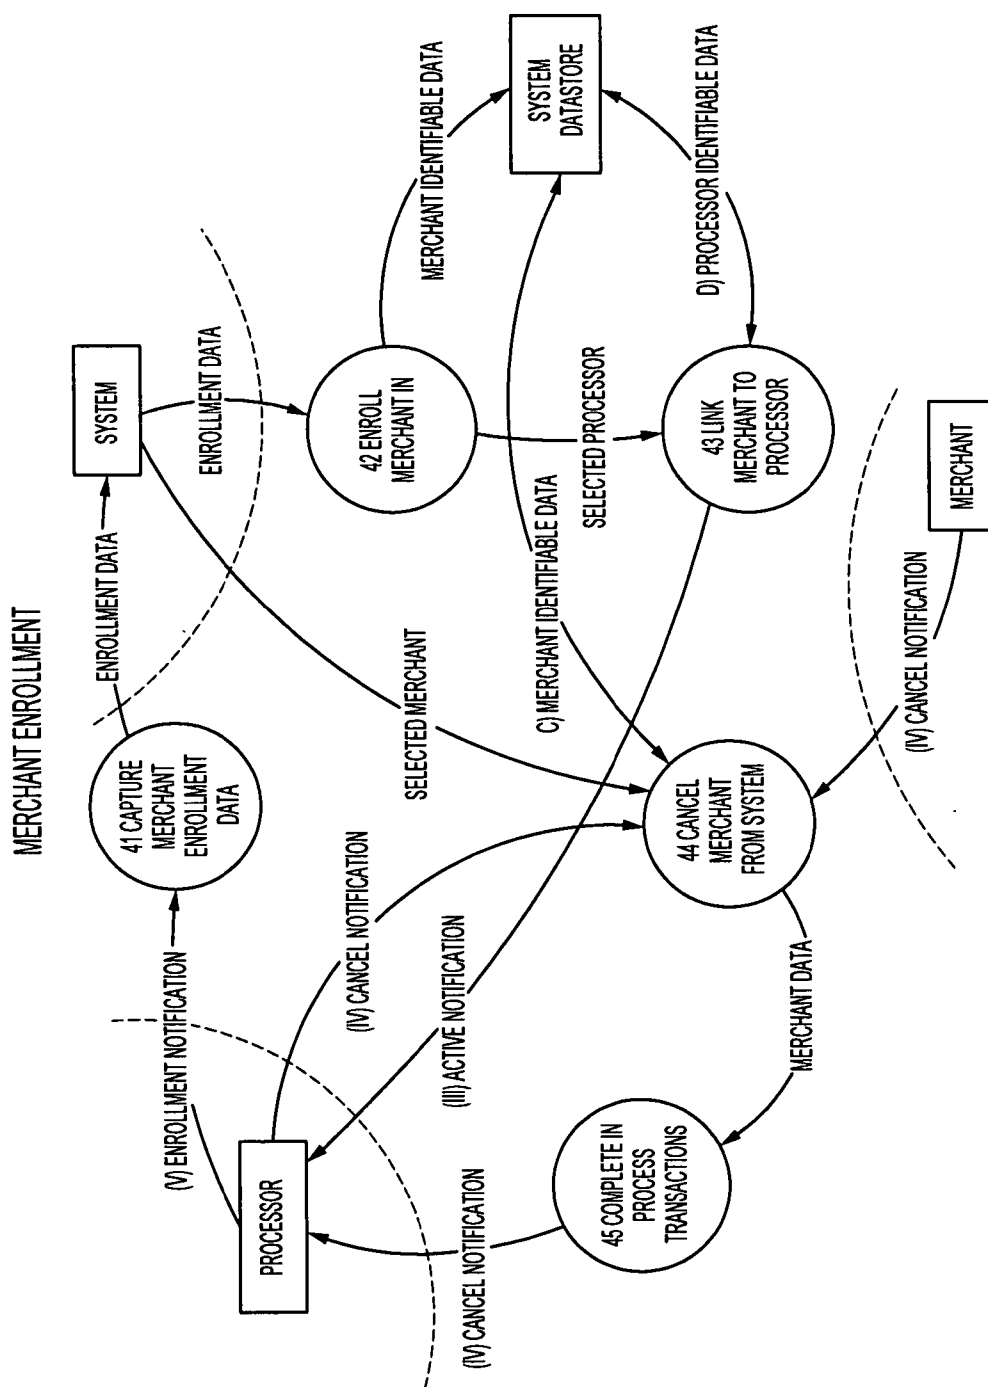 MERCHANT ENROLLMENT
(V) ENROLLMENT NOTIFICATION
41 CAPTURE
MERCHANT
ENROLLMENT
DATA
ENROLLMENT DATA
SYSTEM
ENROLLMENT DATA
PROCESSOR
(IV) CANCEL NOTIFICATION
SELECTED MERCHANT
42 ENROLL
MERCHANT IN
MERCHANT IDENTIFIABLE DATA
(III) ACTIVE NOTIFICATION
C) MERCHANT IDENTIFIABLE DATA
SELECTED PROCESSOR
SYSTEM
DATASTORE
(IV) CANCEL NOTIFICATION
45 COMPLETE IN
PROCESS
TRANSACTIONS
44 CANCEL
MERCHANT
FROM SYSTEM
43 LINK
MERCHANT TO
PROCESSOR
D) PROCESSOR IDENTIFIABLE DATA
MERCHANT DATA
(IV) CANCEL NOTIFICATION
MERCHANT